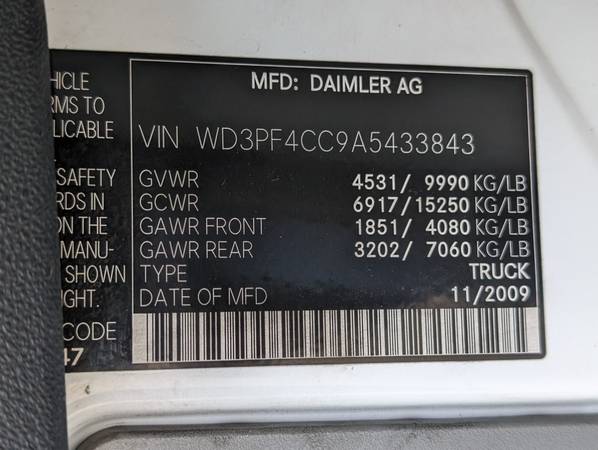 MFD: DAIMLER AG
VIN WD3PF4CC9A5433843
GVWR 4531/ 9990 KG/LB
GCWR 6917/15250 KG/LB
GAWR FRONT 1851/ 4080 KG/LB
GAWR REAR 3202/ 7060 KG/LB
TYPE TRUCK
DATE OF MFD 11/2009
HICLE
RMS TO
LICABLE
SAFETY
RDS IN
ON THE
MANU-
SHOWN
UGHT.
CODE
47